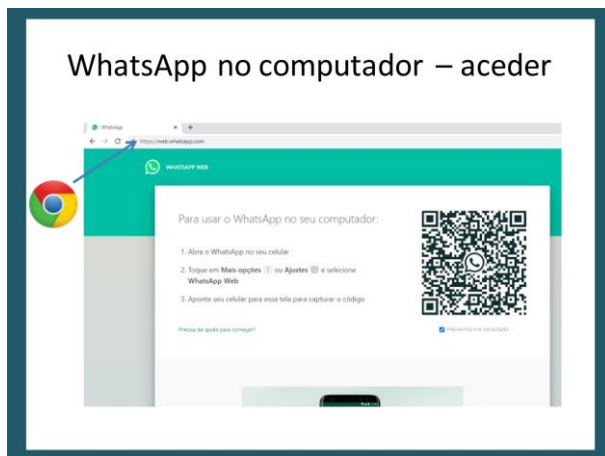 WhatsApp no computador – aceder
WhatsApp
https://web.whatsapp.com
WHATSAPP WEB
Para usar o WhatsApp no seu computador:
1. Abra o WhatsApp no seu celular
2. Toque em Mais opções ou Ajustes e selecione
WhatsApp Web
3. Aponte seu celular para essa tela para capturar o código
Precisa de ajuda para começar?
Mantenha-me conectado